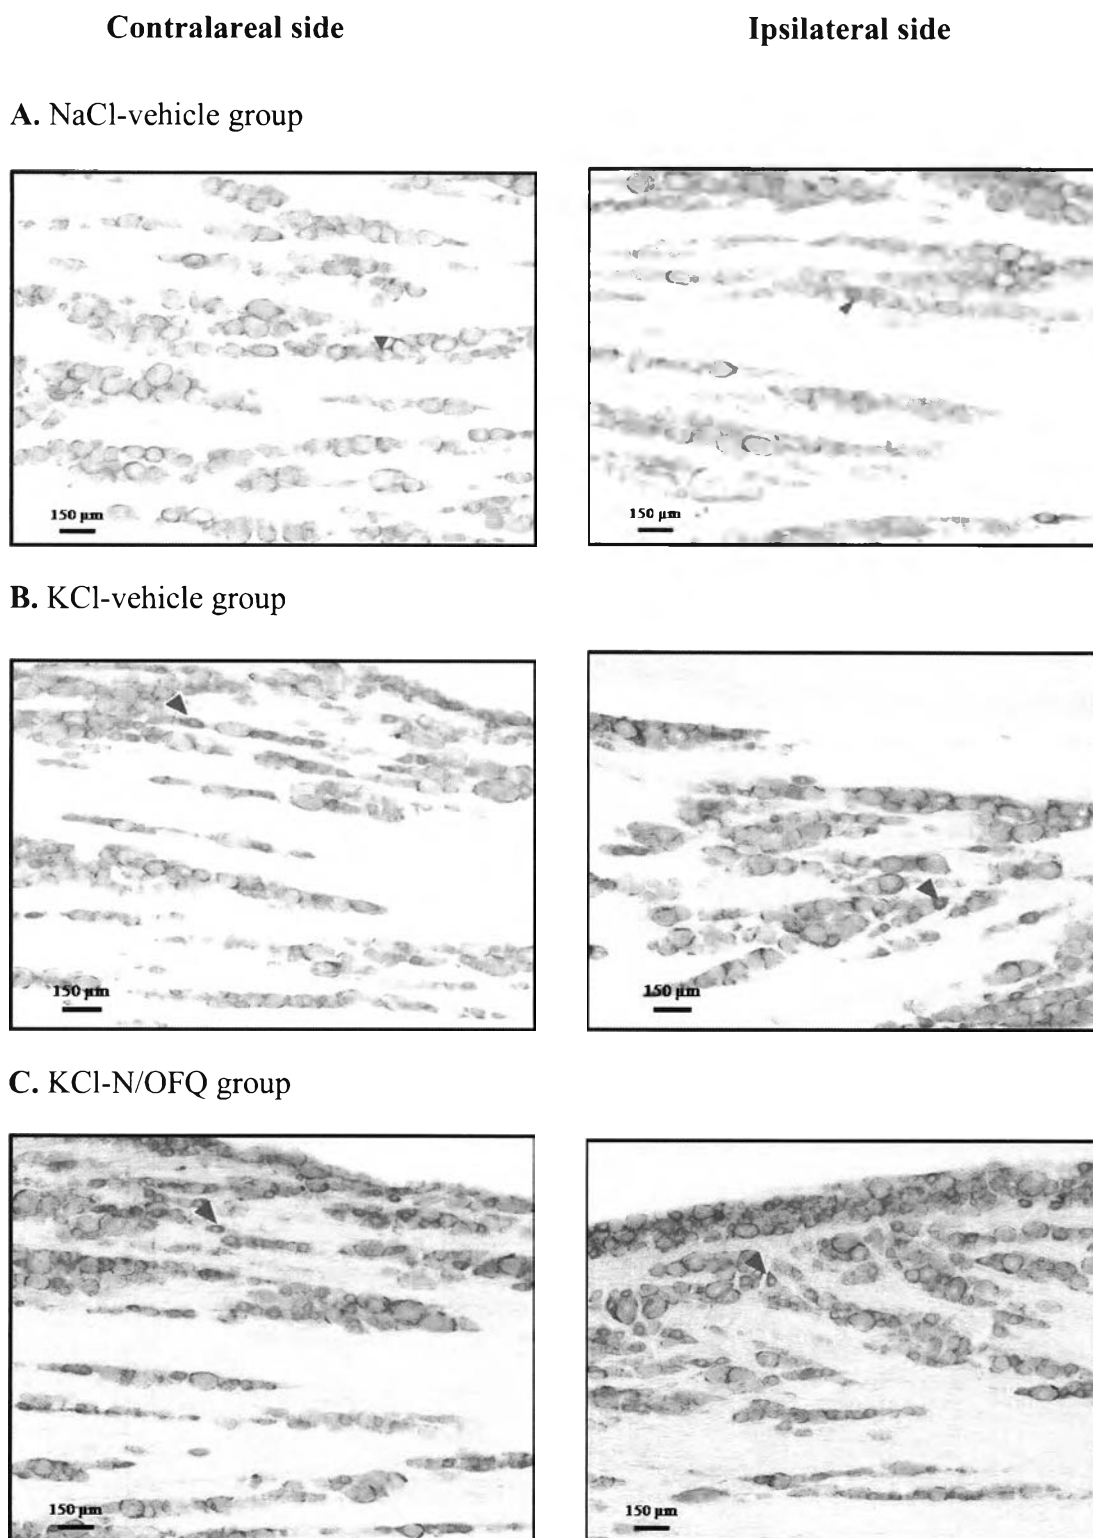 Contralareal side
Ipsilateral side
A. NaCl-vehicle group
150 µm
150 µm
B. KCl-vehicle group
150 µm
150 µm
C. KCl-N/OFQ group
150 µm
150 µm